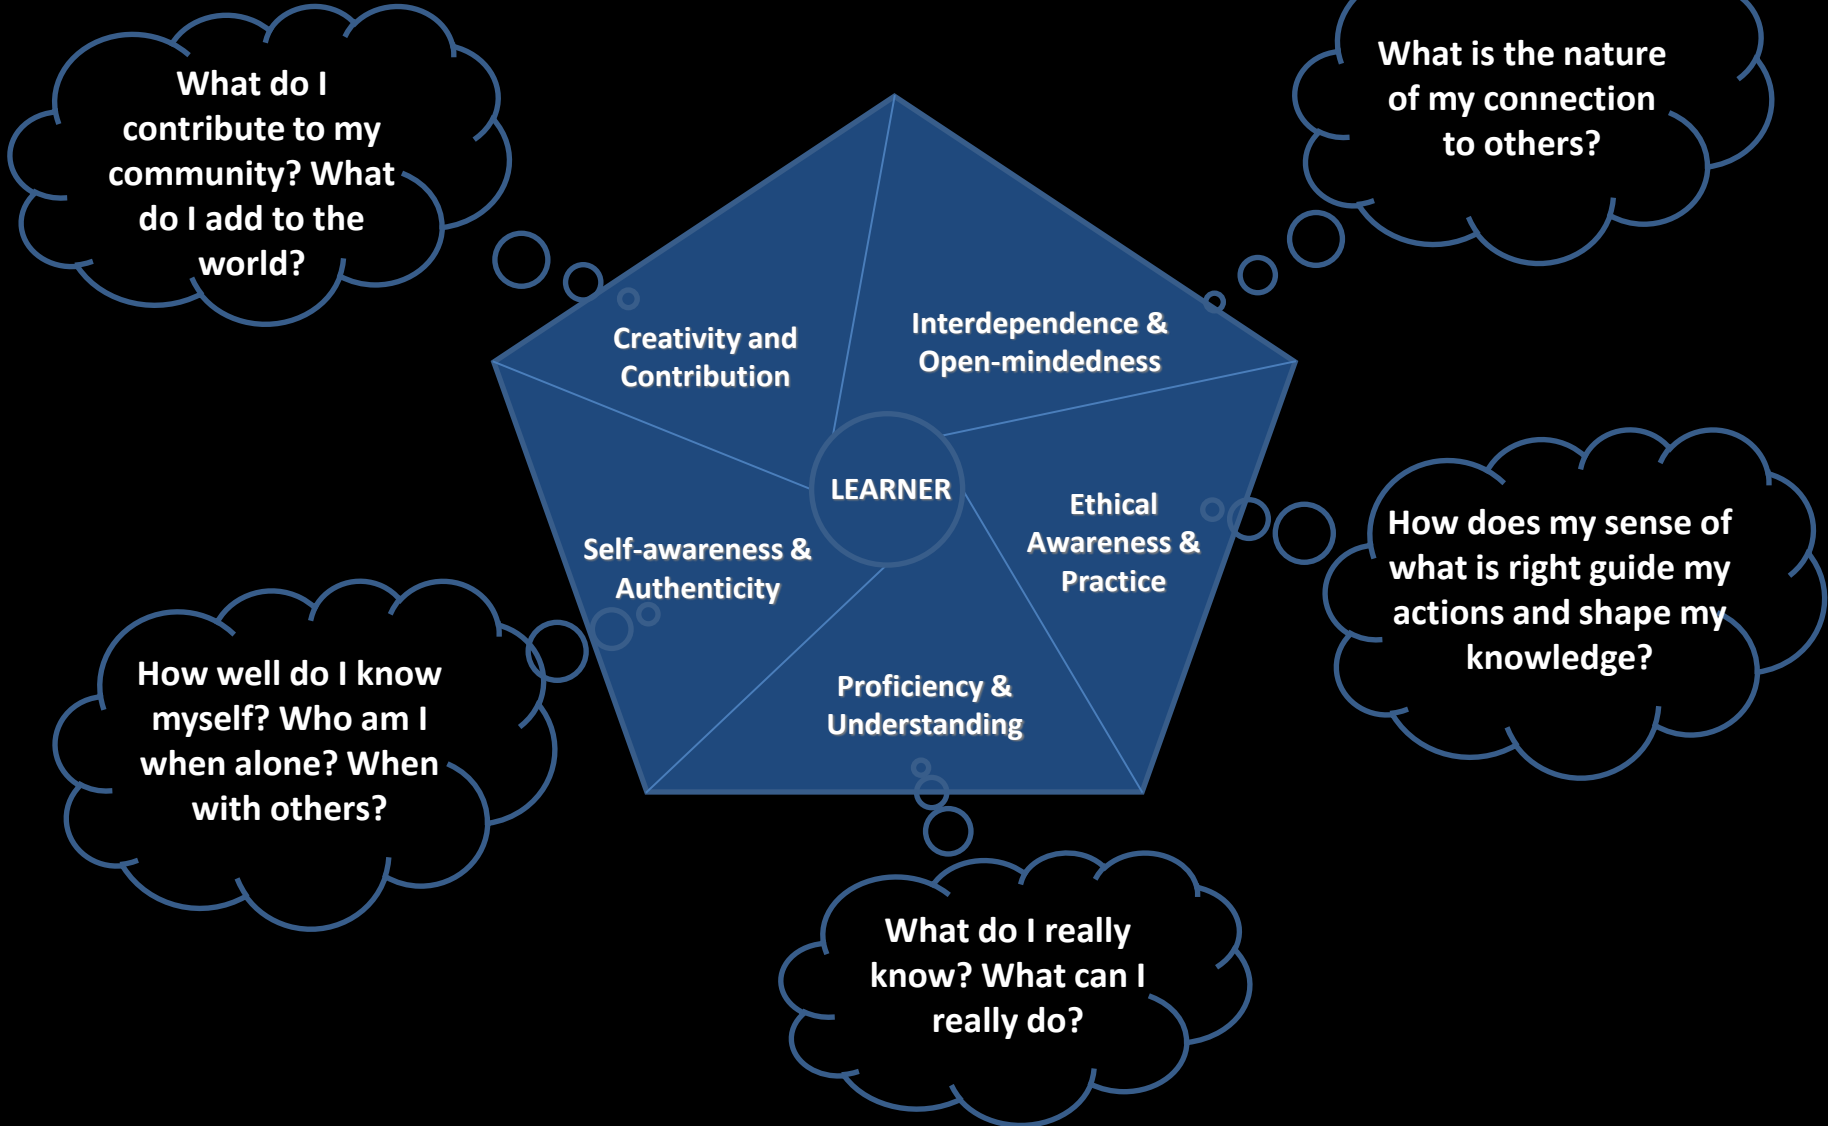 What do I
contribute to my
community? What
do I add to the
world?
What is the nature
of my connection
to others?
Creativity and
Contribution
Interdependence &
Open-mindedness
LEARNER
Self-awareness &
Authenticity
Ethical
Awareness &
Practice
Proficiency &
Understanding
How does my sense of
what is right guide my
actions and shape my
knowledge?
How well do I know
myself? Who am I
when alone? When
with others?
What do I really
know? What can I
really do?